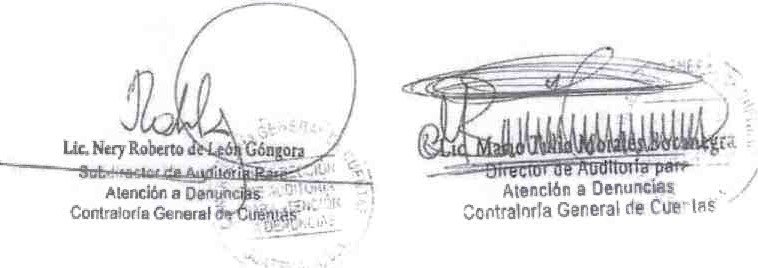 Lic. Nery Roberto de León Góngora
Subdirector de Auditoría Para
Atención a Denuncias
Contraloría General de Cuentas
Lic. Mario Tulio Morales Bocanegra
Director de Auditoría para
Atención a Denuncias
Contraloría General de Cuentas